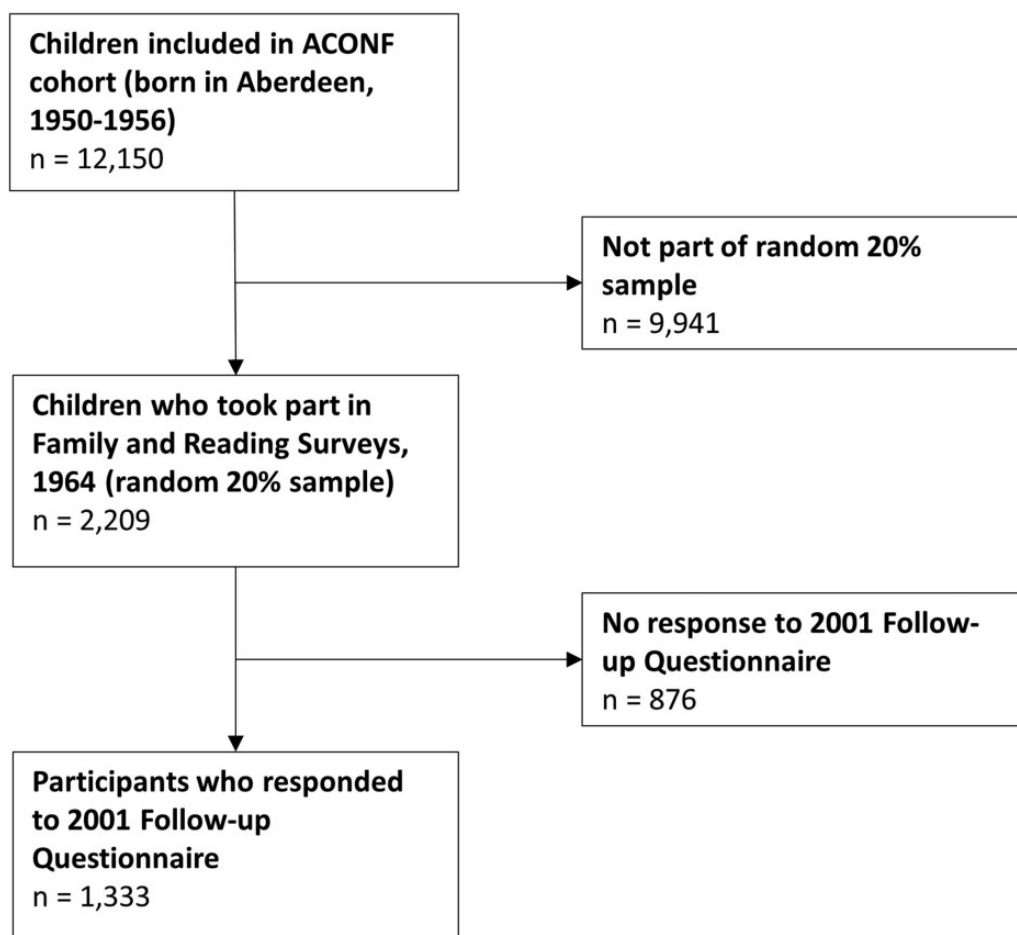 Children included in ACONF
cohort (born in Aberdeen,
1950-1956)
n = 12,150
Not part of random 20%
sample
n = 9,941
Children who took part in
Family and Reading Surveys,
1964 (random 20% sample)
n = 2,209
No response to 2001 Follow-
up Questionnaire
n = 876
Participants who responded
to 2001 Follow-up
Questionnaire
n = 1,333